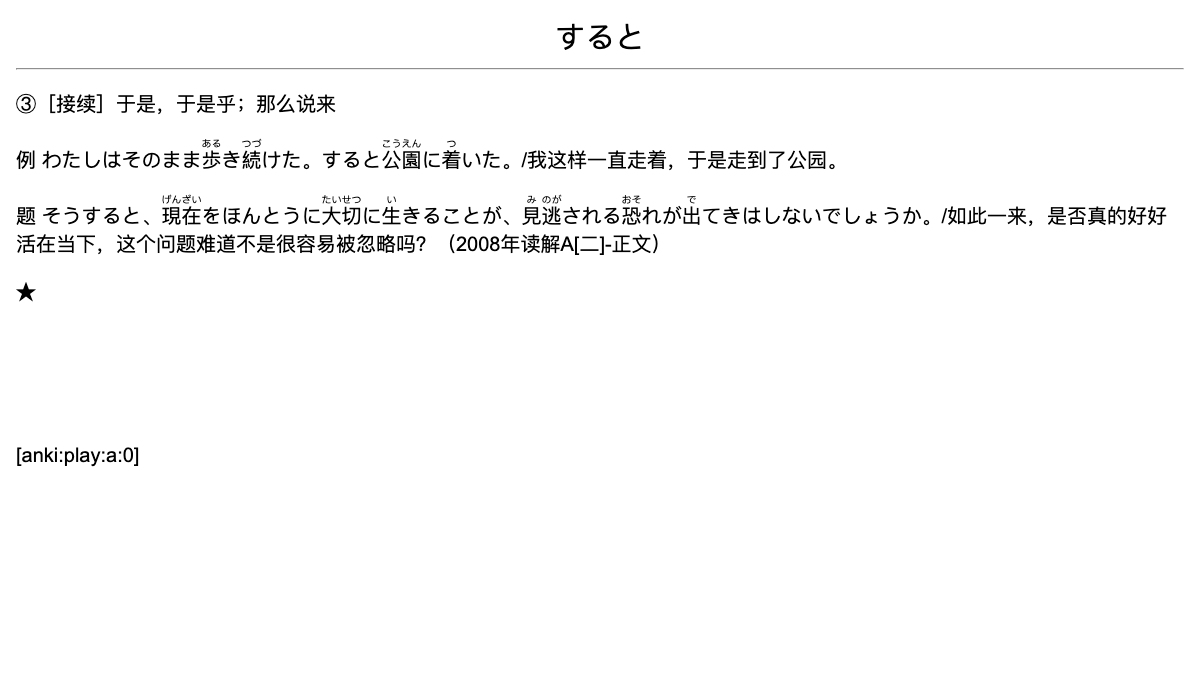 すると
③［接续］于是，于是乎；那么说来
ある つづ こうえん つ
例 わたしはそのまま歩き続けた。すると公園に着いた。/我这样一直走着，于是走到了公园。
げんざい たいせつ い み のが おそ で
题 そうすると、現在をほんとうに大切に生きることが、見逃される恐れが出てきはしないでしょうか。/如此一来，是否真的好好
活在当下，这个问题难道不是很容易被忽略吗？（2008年读解A[二]-正文）
★
[anki:play:a:0]